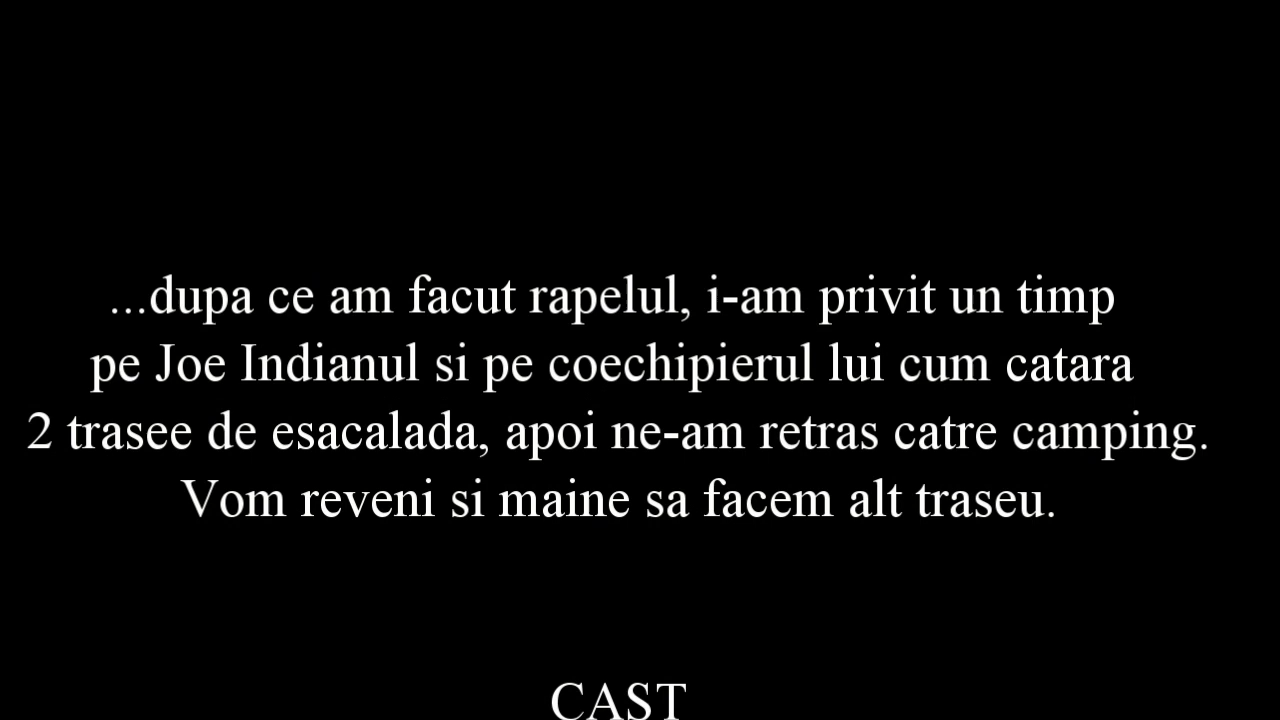 ...dupa ce am facut rapelul, i-am privit un timp
pe Joe Indianul si pe coechipierul lui cum catara
2 trasee de esacalada, apoi ne-am retras catre camping.
Vom reveni si maine sa facem alt traseu.
CAST